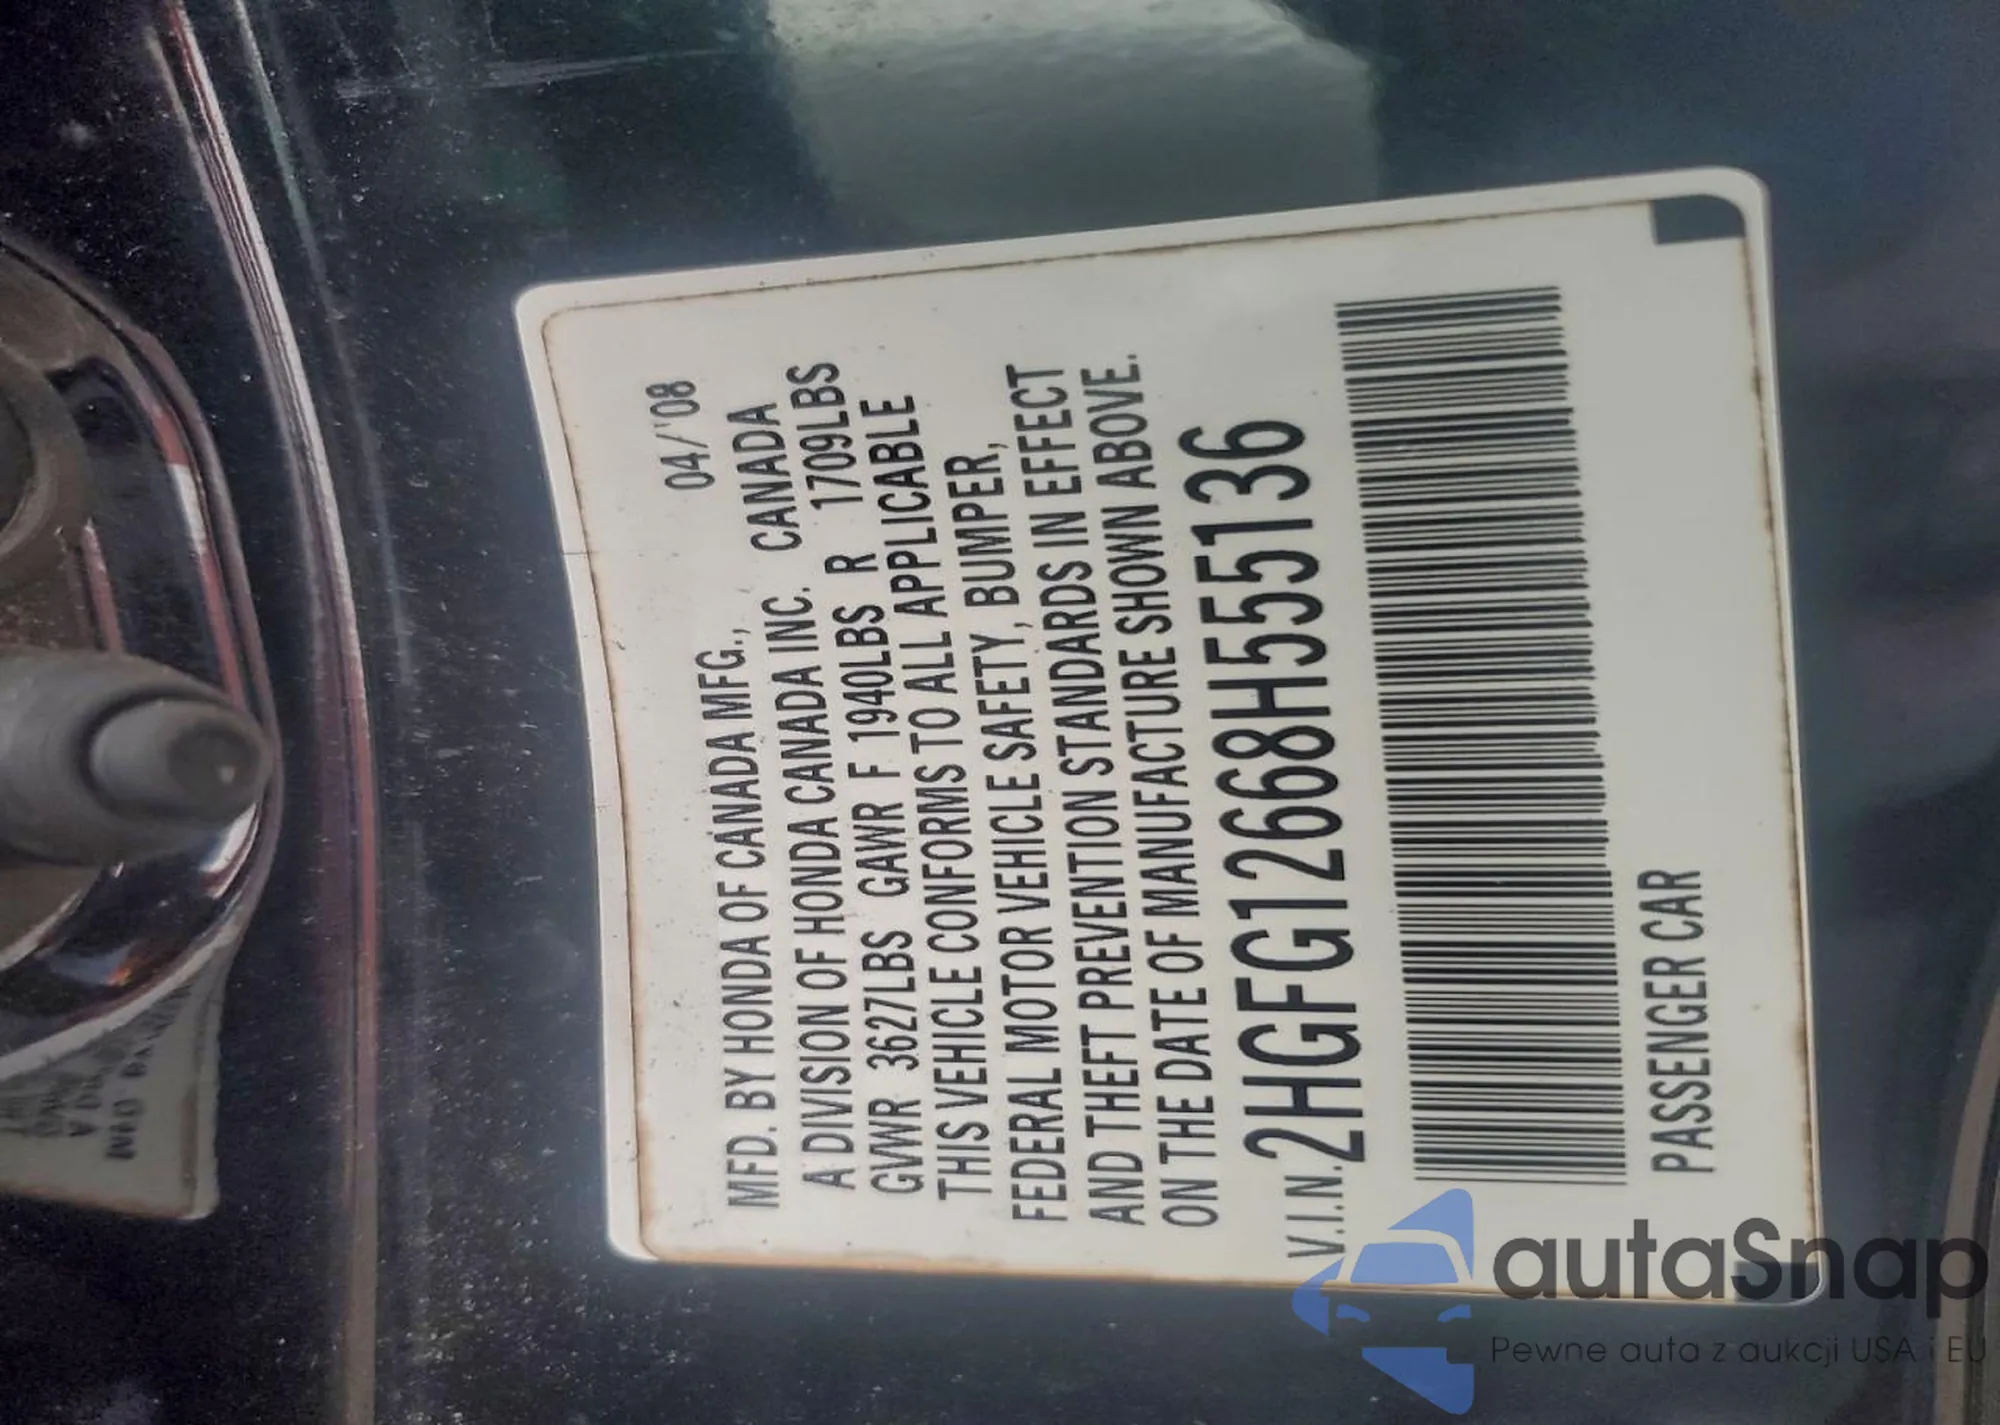 04/'08
MFD. BY HONDA OF CANADA MFG.,
A DIVISION OF HONDA CANADA INC. CANADA
GVWR 3627LBS GAWR F 1940LBS R 1709LBS
THIS VEHICLE CONFORMS TO ALL APPLICABLE
FEDERAL MOTOR VEHICLE SAFETY, BUMPER,
AND THEFT PREVENTION STANDARDS IN EFFECT
ON THE DATE OF MANUFACTURE SHOWN ABOVE.
V.I.N. 2HGFG12668H555136
PASSENGER CAR
autaSnap
Pewne auta z aukcji USA i EU